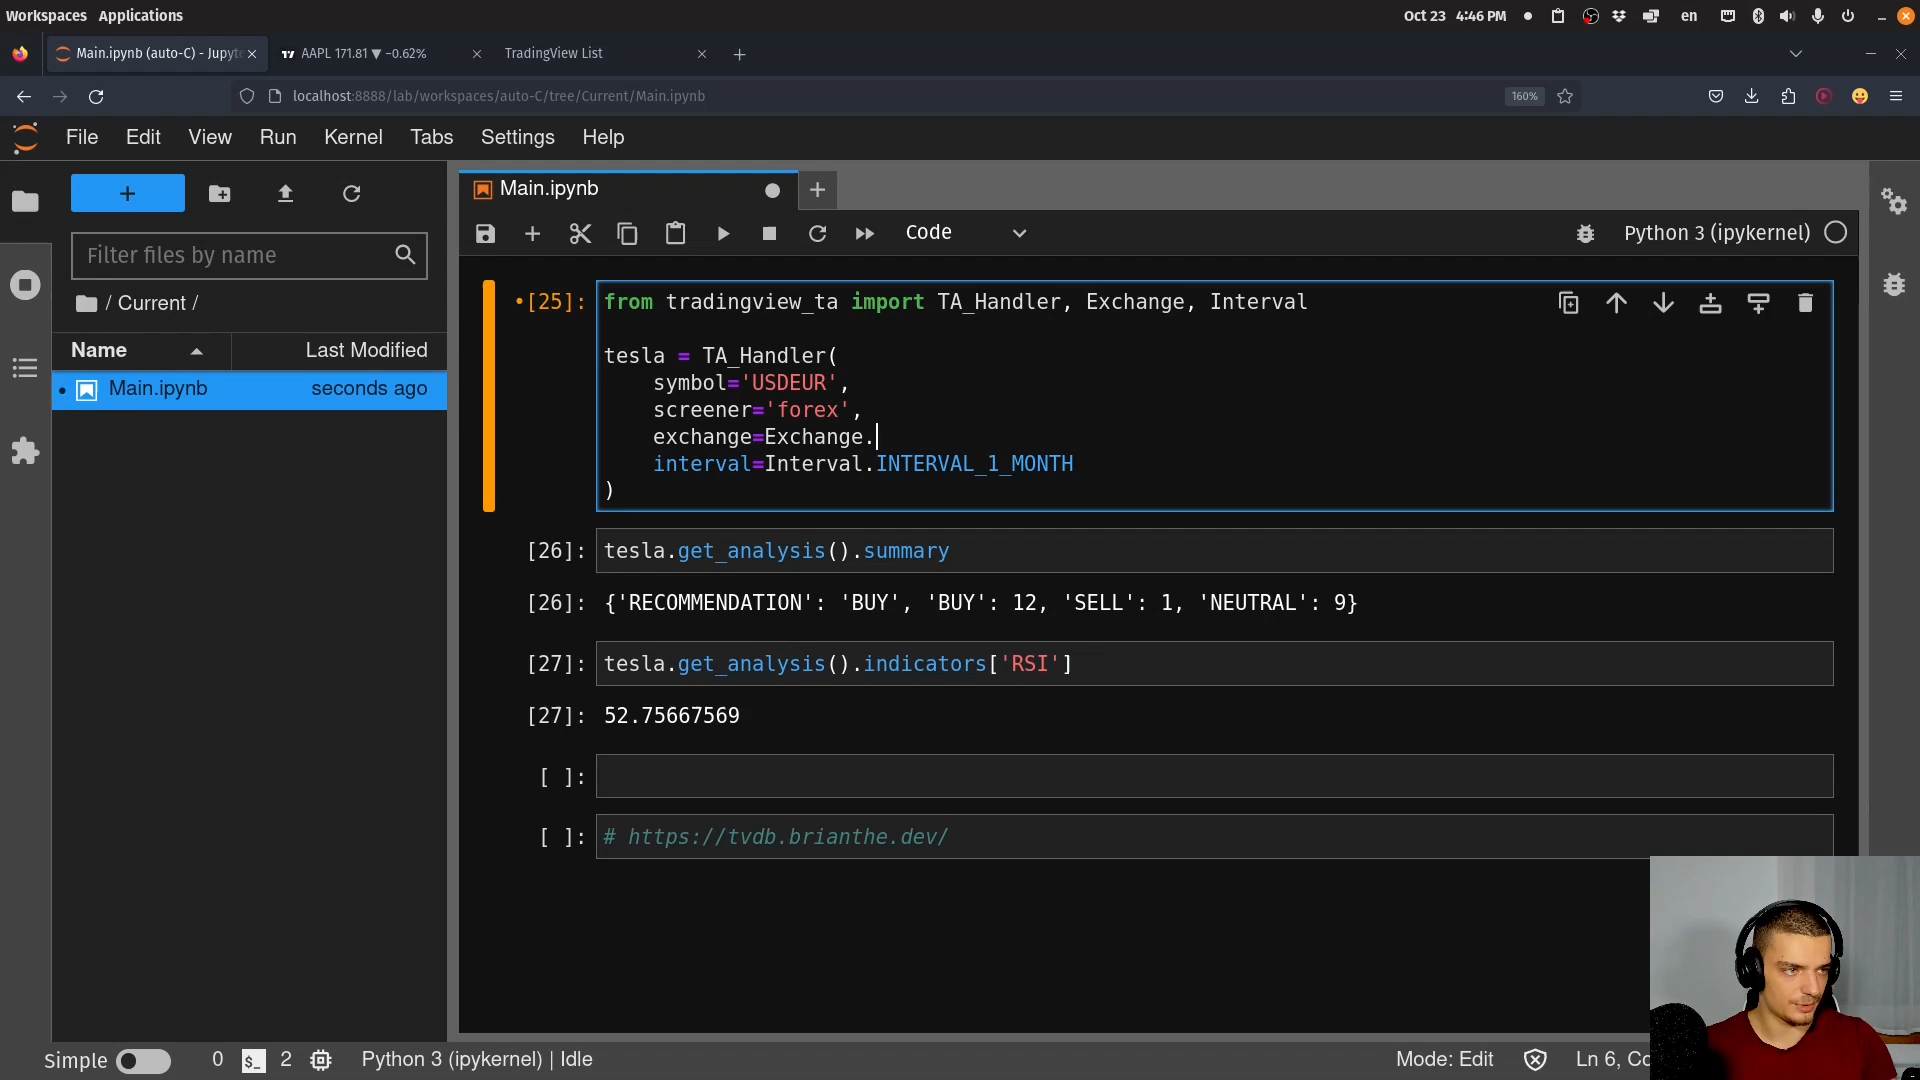 Workspaces Applications
Oct 23 4:46 PM
en
Main.ipynb (auto-C) - Jupyte
AAPL 171.81 ▼ −0.62%
TradingView List
localhost:8888/lab/workspaces/auto-C/tree/Current/Main.ipynb
160%
File Edit View Run Kernel Tabs Settings Help
Main.ipynb
Code
Python 3 (ipykernel)
Filter files by name
/ Current /
Name Last Modified
Main.ipynb seconds ago
[25]: from tradingview_ta import TA_Handler, Exchange, Interval
tesla = TA_Handler(
symbol='USDEUR',
screener='forex',
exchange=Exchange.
interval=Interval.INTERVAL_1_MONTH
)
[26]: tesla.get_analysis().summary
[26]: {'RECOMMENDATION': 'BUY', 'BUY': 12, 'SELL': 1, 'NEUTRAL': 9}
[27]: tesla.get_analysis().indicators['RSI']
[27]: 52.75667569
[ ]:
[ ]: # https://tvdb.brianthe.dev/
Simple 0 $_ 2 Python 3 (ipykernel) | Idle
Mode: Edit Ln 6, Co